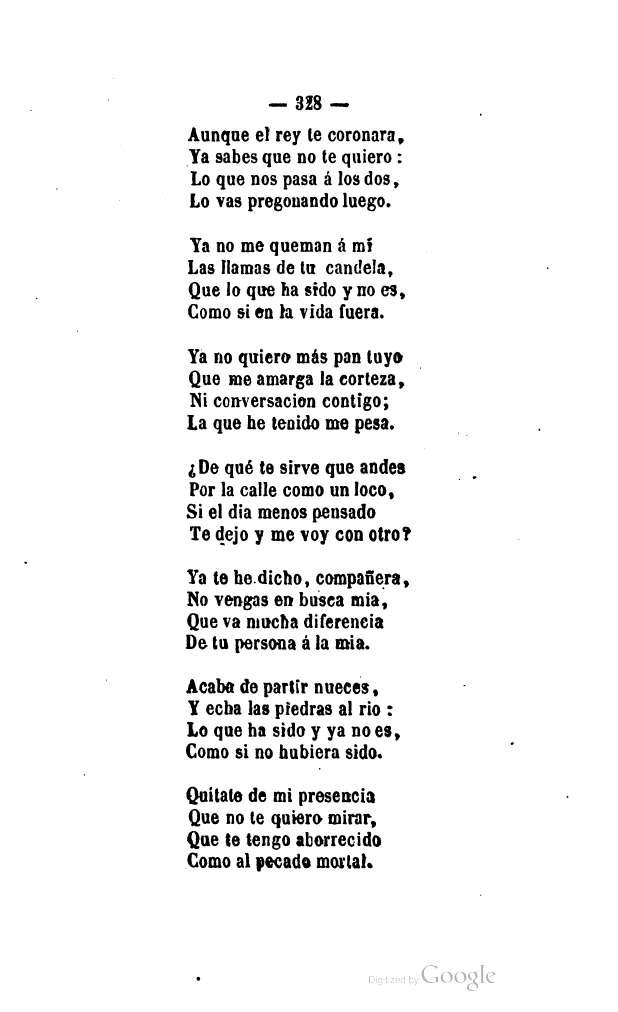 — 328 —
Aunque el rey te coronara,
Ya sabes que no te quiero :
Lo que nos pasa á los dos,
Lo vas pregonando luego.
Ya no me queman á mí
Las llamas de tu candela,
Que lo que ha sido y no es,
Como si en la vida fuera.
Ya no quiero más pan tuyo
Que me amarga la corteza,
Ni conversacion contigo;
La que he tenido me pesa.
¿De qué te sirve que andes
Por la calle como un loco,
Si el dia menos pensado
Te dejo y me voy con otro?
Ya te he dicho, compañera,
No vengas en busca mia,
Que va mucha diferencia
De tu persona á la mia.
Acaba de partir nueces,
Y echa las piedras al rio :
Lo que ha sido y ya no es,
Como si no hubiera sido.
Quitate de mi presencia
Que no te quiero mirar,
Que te tengo aborrecido
Como al pecado mortal.
Digitized by Google